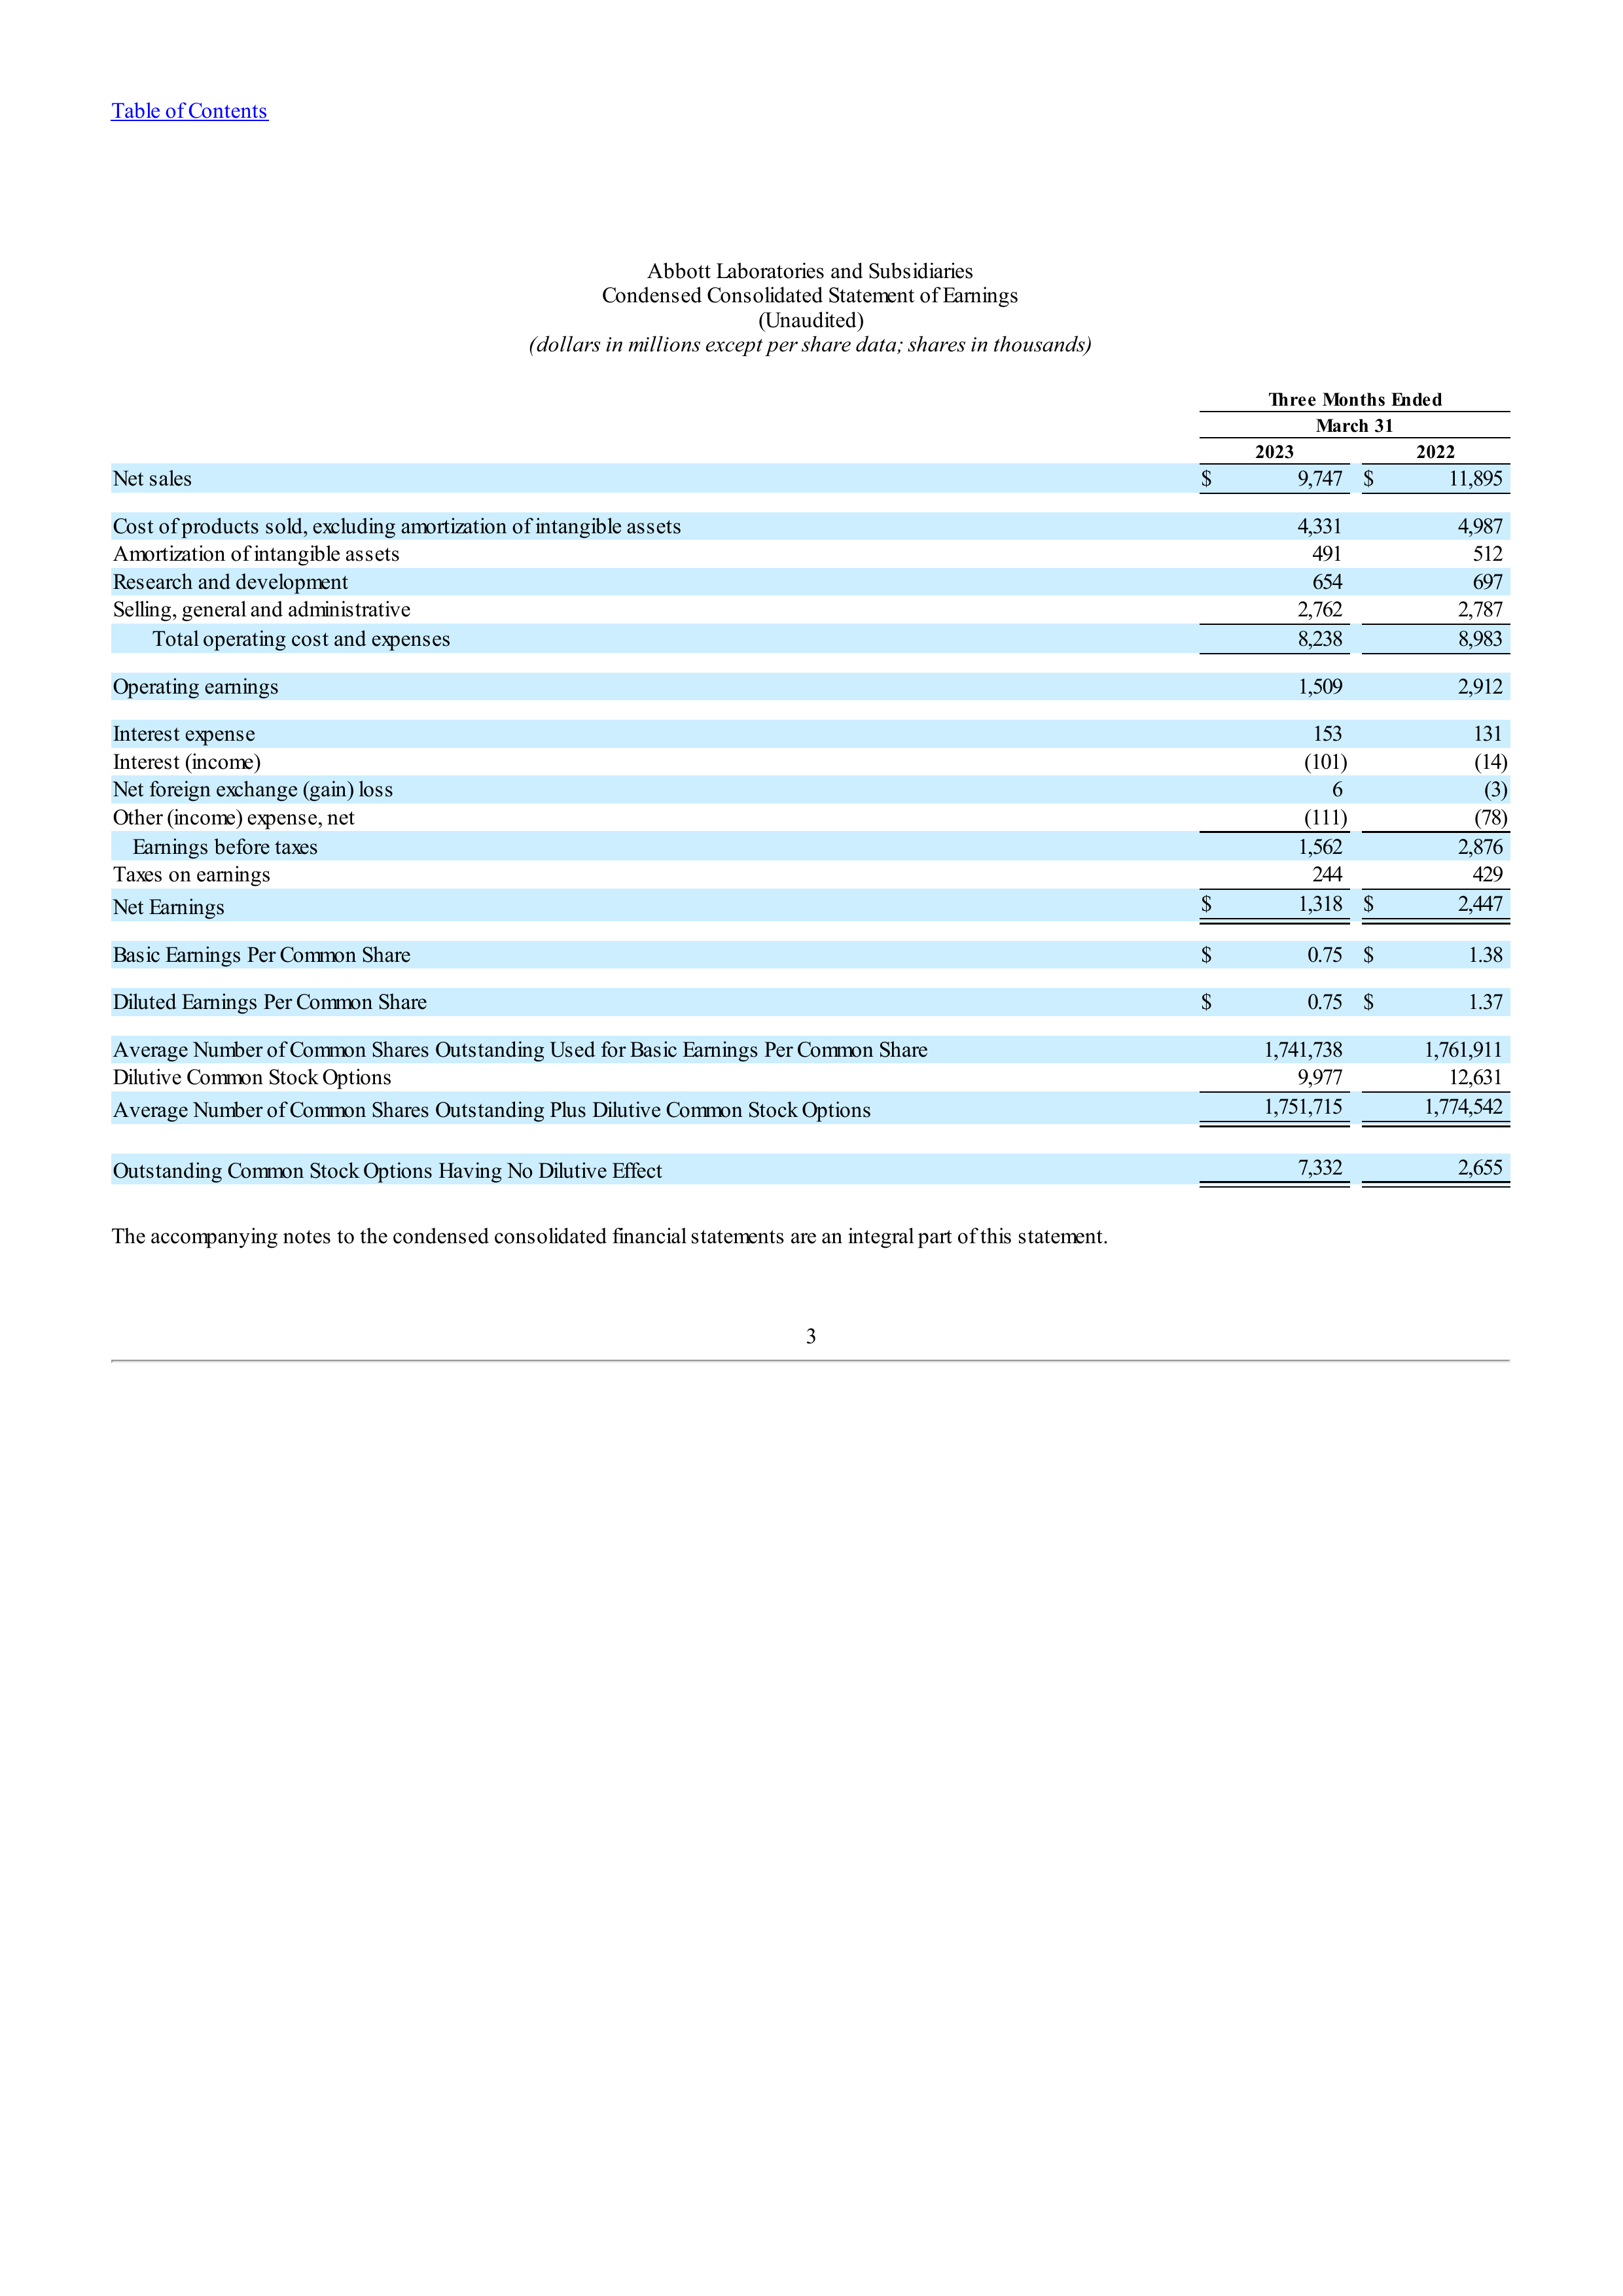 Table of Contents
Abbott Laboratories and Subsidiaries
Condensed Consolidated Statement of Earnings
(Unaudited)
(dollars in millions except per share data; shares in thousands)
Three Months Ended
March 31
2023 2022
Net sales $ 9,747 $ 11,895
Cost of products sold, excluding amortization of intangible assets 4,331 4,987
Amortization of intangible assets 491 512
Research and development 654 697
Selling, general and administrative 2,762 2,787
Total operating cost and expenses 8,238 8,983
Operating earnings 1,509 2,912
Interest expense 153 131
Interest (income) (101) (14)
Net foreign exchange (gain) loss 6 (3)
Other (income) expense, net (111) (78)
Earnings before taxes 1,562 2,876
Taxes on earnings 244 429
Net Earnings $ 1,318 $ 2,447
Basic Earnings Per Common Share $ 0.75 $ 1.38
Diluted Earnings Per Common Share $ 0.75 $ 1.37
Average Number of Common Shares Outstanding Used for Basic Earnings Per Common Share 1,741,738 1,761,911
Dilutive Common Stock Options 9,977 12,631
Average Number of Common Shares Outstanding Plus Dilutive Common Stock Options 1,751,715 1,774,542
Outstanding Common Stock Options Having No Dilutive Effect 7,332 2,655
The accompanying notes to the condensed consolidated financial statements are an integral part of this statement.
3